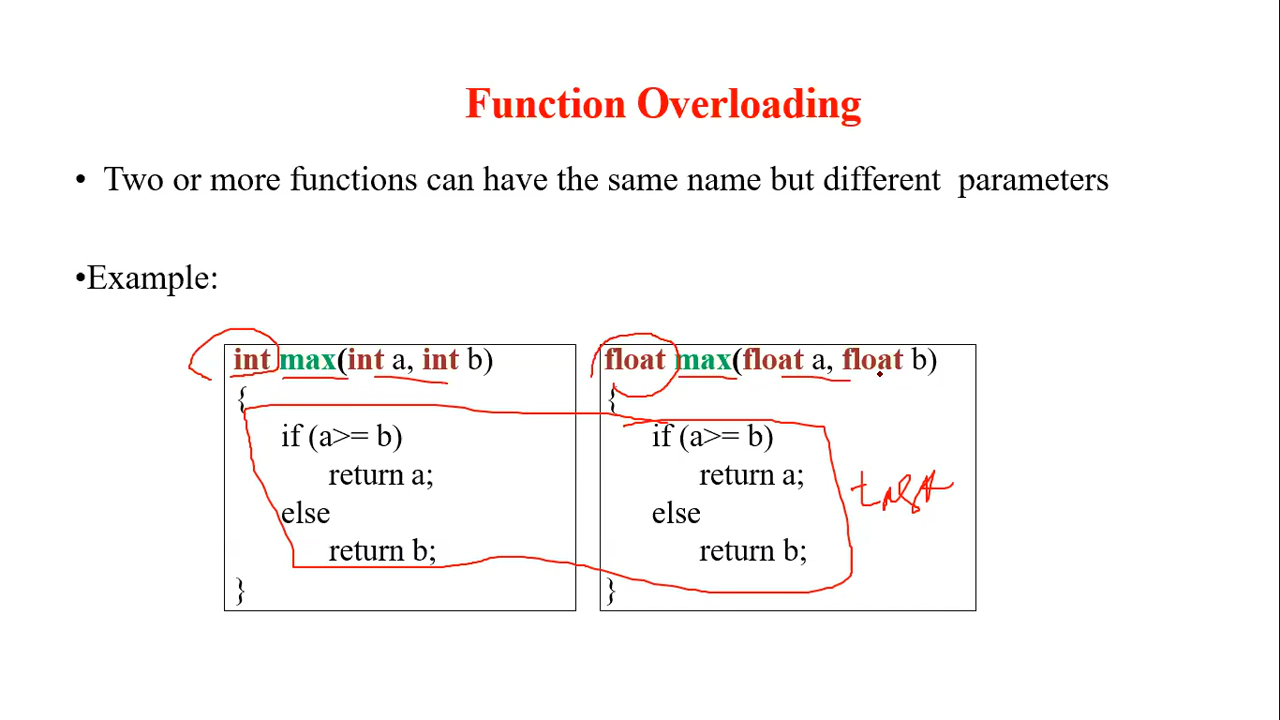 Function Overloading
• Two or more functions can have the same name but different parameters
•Example:
int max(int a, int b)
{
if (a>= b)
return a;
else
return b;
}
float max(float a, float b)
{
if (a>= b)
return a;
else
return b;
}